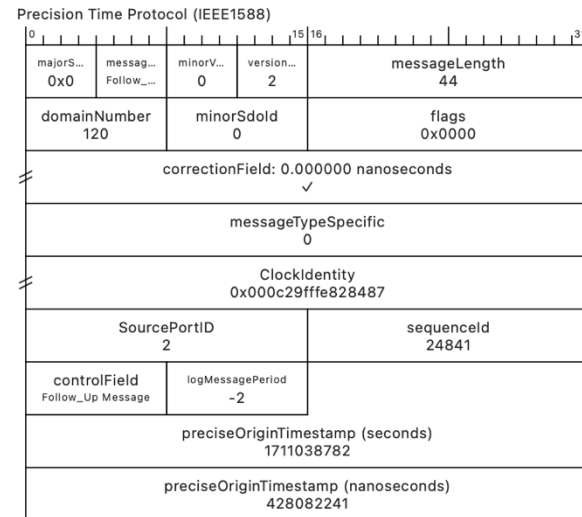 Precision Time Protocol (IEEE1588)
0 15 16 31
majorS... messag... minorV... version... messageLength
0x0 Follow_... 0 2 44
domainNumber minorSdoId flags
120 0 0x0000
correctionField: 0.000000 nanoseconds
✓
messageTypeSpecific
0
ClockIdentity
0x000c29fffe828487
SourcePortID sequenceId
2 24841
controlField logMessagePeriod
Follow_Up Message -2
preciseOriginTimestamp (seconds)
1711038782
preciseOriginTimestamp (nanoseconds)
428082241